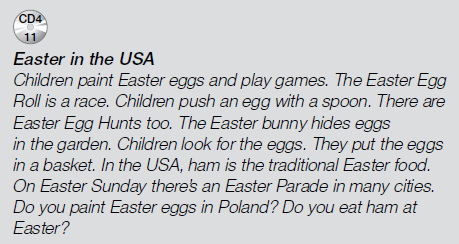 CD4
11
Easter in the USA
Children paint Easter eggs and play games. The Easter Egg
Roll is a race. Children push an egg with a spoon. There are
Easter Egg Hunts too. The Easter bunny hides eggs
in the garden. Children look for the eggs. They put the eggs
in a basket. In the USA, ham is the traditional Easter food.
On Easter Sunday there's an Easter Parade in many cities.
Do you paint Easter eggs in Poland? Do you eat ham at
Easter?